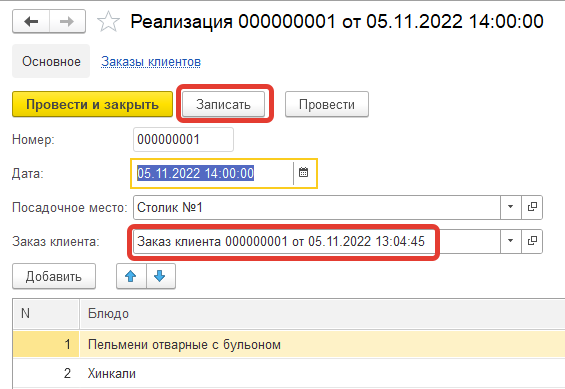 Реализация 000000001 от 05.11.2022 14:00:00
Основное Заказы клиентов
Провести и закрыть Записать Провести
Номер: 000000001
Дата: 05.11.2022 14:00:00
Посадочное место: Столик №1
Заказ клиента: Заказ клиента 000000001 от 05.11.2022 13:04:45
Добавить
N Блюдо
1 Пельмени отварные с бульоном
2 Хинкали